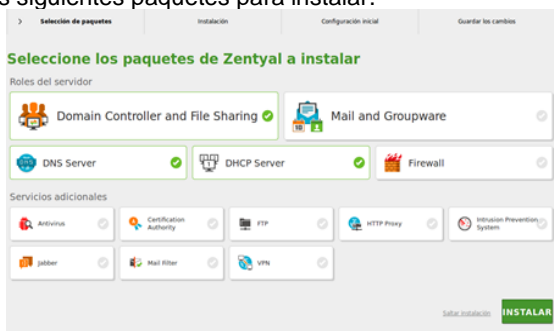 s siguientes paquetes para instalar:
Selección de paquetes Instalación Configuración inicial Guardar los cambios
Seleccione los paquetes de Zentyal a instalar
Roles del servidor
Domain Controller and File Sharing Mail and Groupware
DNS Server DHCP Server Firewall
Servicios adicionales
Antivirus Certification Authority FTP HTTP Proxy Intrusion Prevention System
Jabber Mail Filter VPN
Saltar instalación INSTALAR